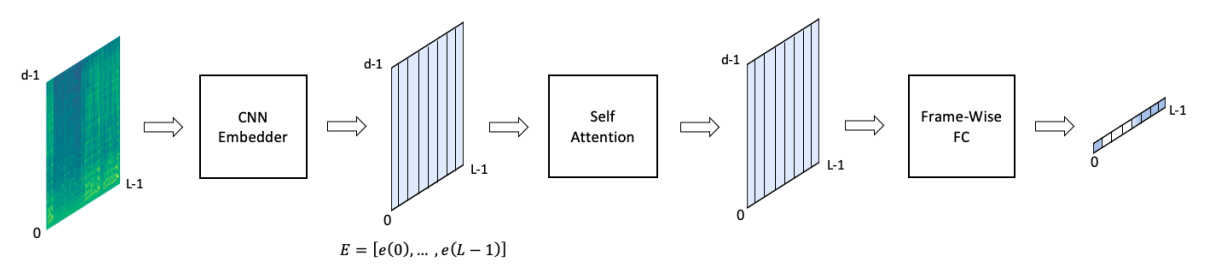 d-1
L-1
0
CNN
Embedder
d-1
L-1
0
E = [e(0), … , e(L − 1)]
Self
Attention
d-1
L-1
0
Frame-Wise
FC
L-1
0